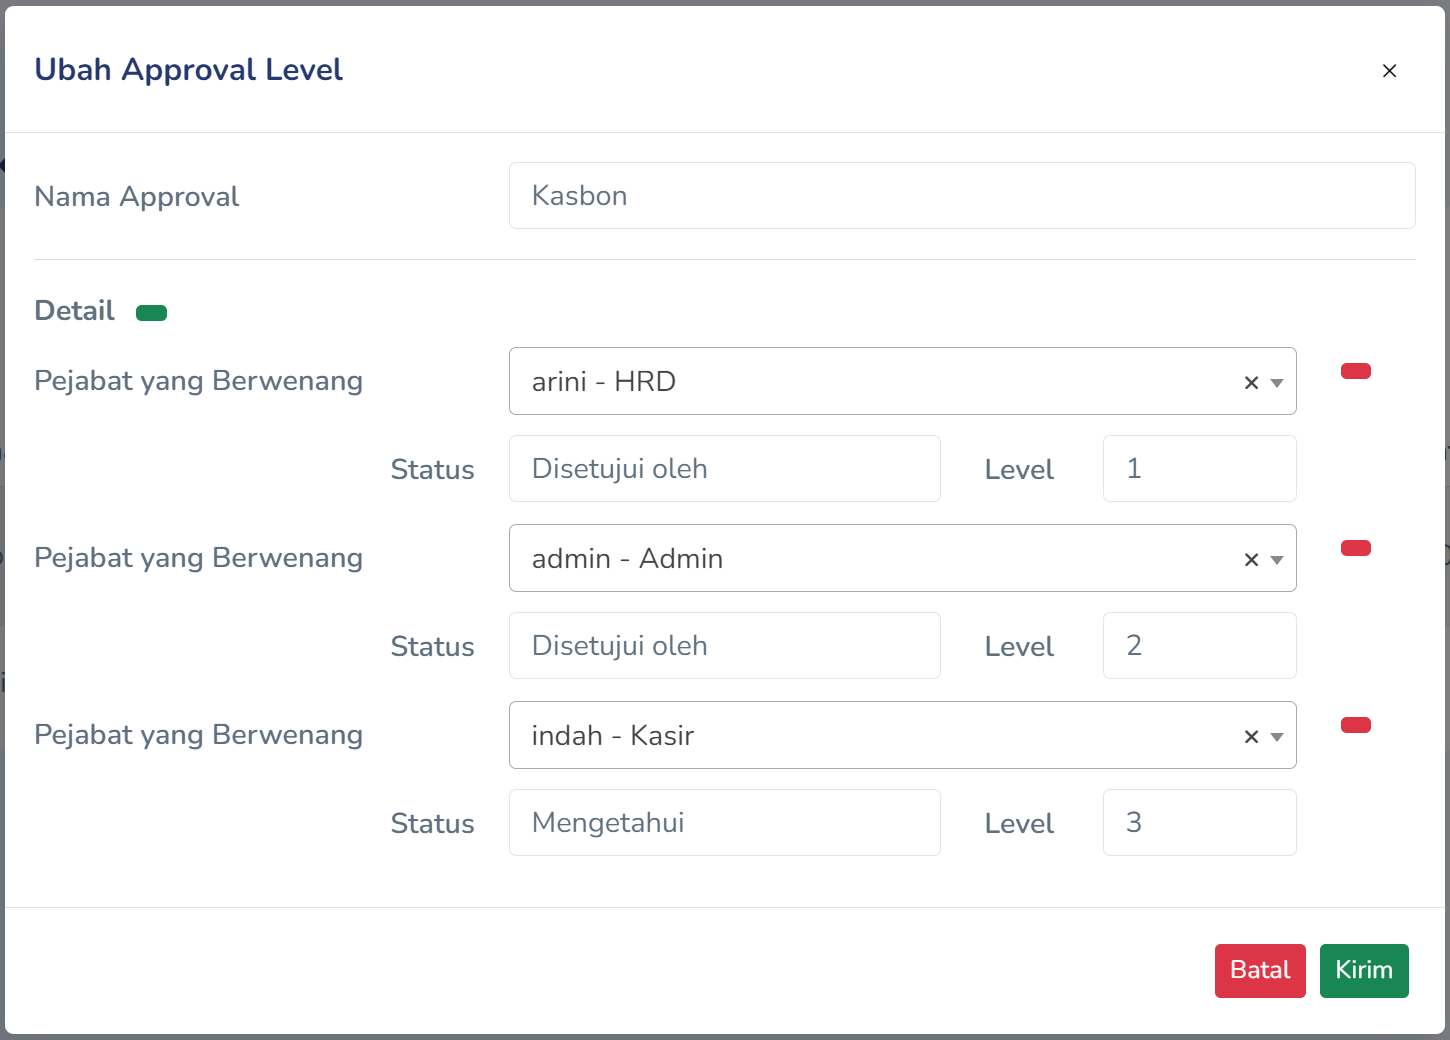 Ubah Approval Level ×
Nama Approval Kasbon
Detail
Pejabat yang Berwenang arini - HRD ×
Status Disetujui oleh Level 1
Pejabat yang Berwenang admin - Admin ×
Status Disetujui oleh Level 2
Pejabat yang Berwenang indah - Kasir ×
Status Mengetahui Level 3
Batal Kirim